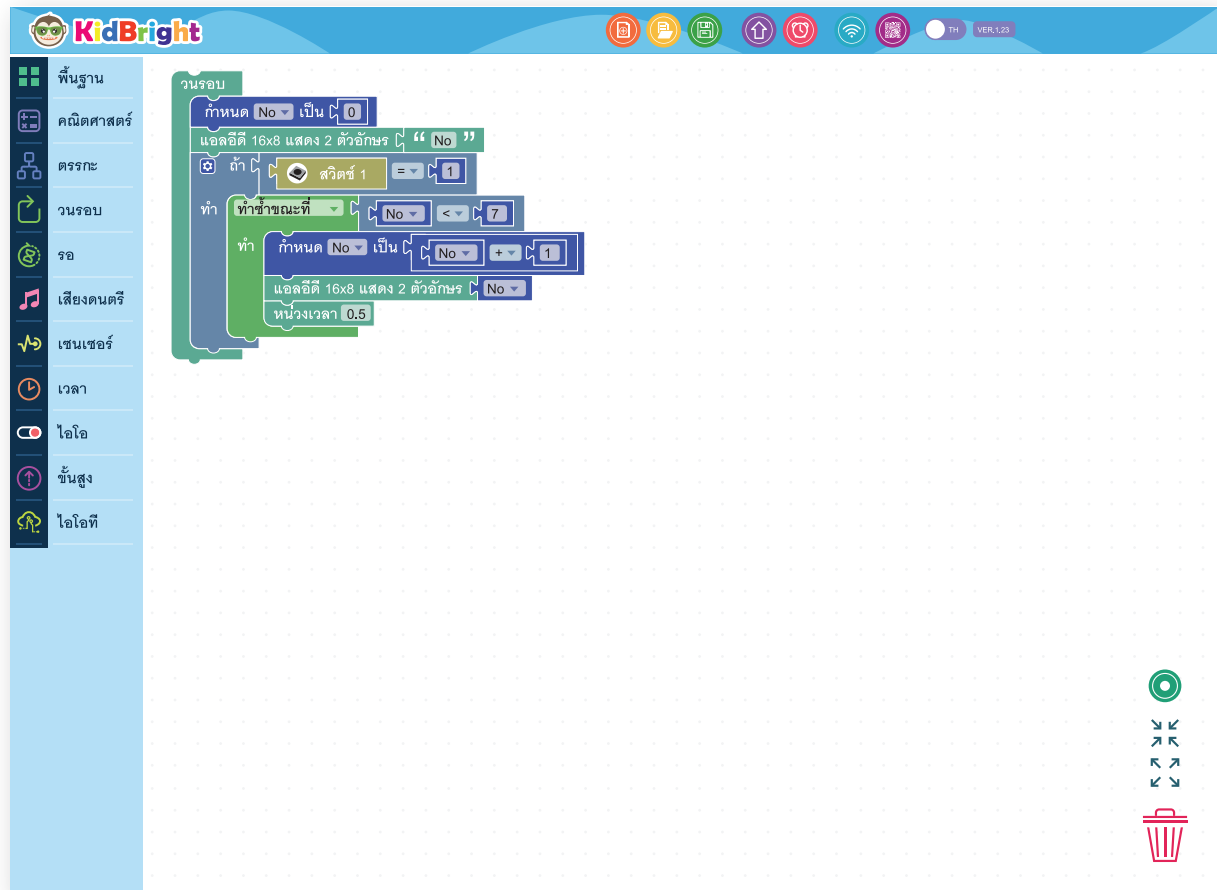 KidBright
TH
VER.1.23
พื้นฐาน
คณิตศาสตร์
ตรรกะ
วนรอบ
รอ
เสียงดนตรี
เซนเซอร์
เวลา
ไอโอ
ขั้นสูง
ไอโอที
วนรอบ
กำหนด No เป็น 0
แอลอีดี 16x8 แสดง 2 ตัวอักษร “ No ”
ถ้า สวิตช์ 1 = 1
ทำ ทำซ้ำขณะที่ No < 7
ทำ กำหนด No เป็น No + 1
แอลอีดี 16x8 แสดง 2 ตัวอักษร No
หน่วงเวลา 0.5